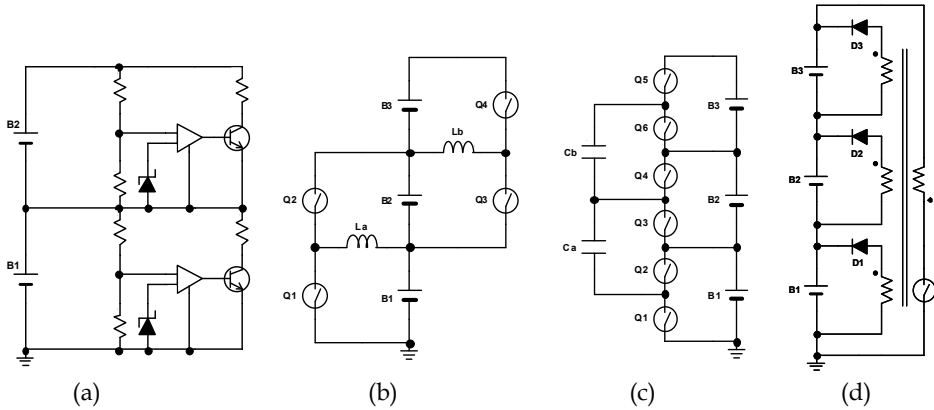 B2
B1
(a)
B3
Q4
Lb
Q2
B2
Q3
La
Q1
B1
(b)
Q5
B3
Q6
Cb
Q4
B2
Q3
Ca
Q2
B1
Q1
(c)
D3
B3
D2
B2
D1
B1
(d)